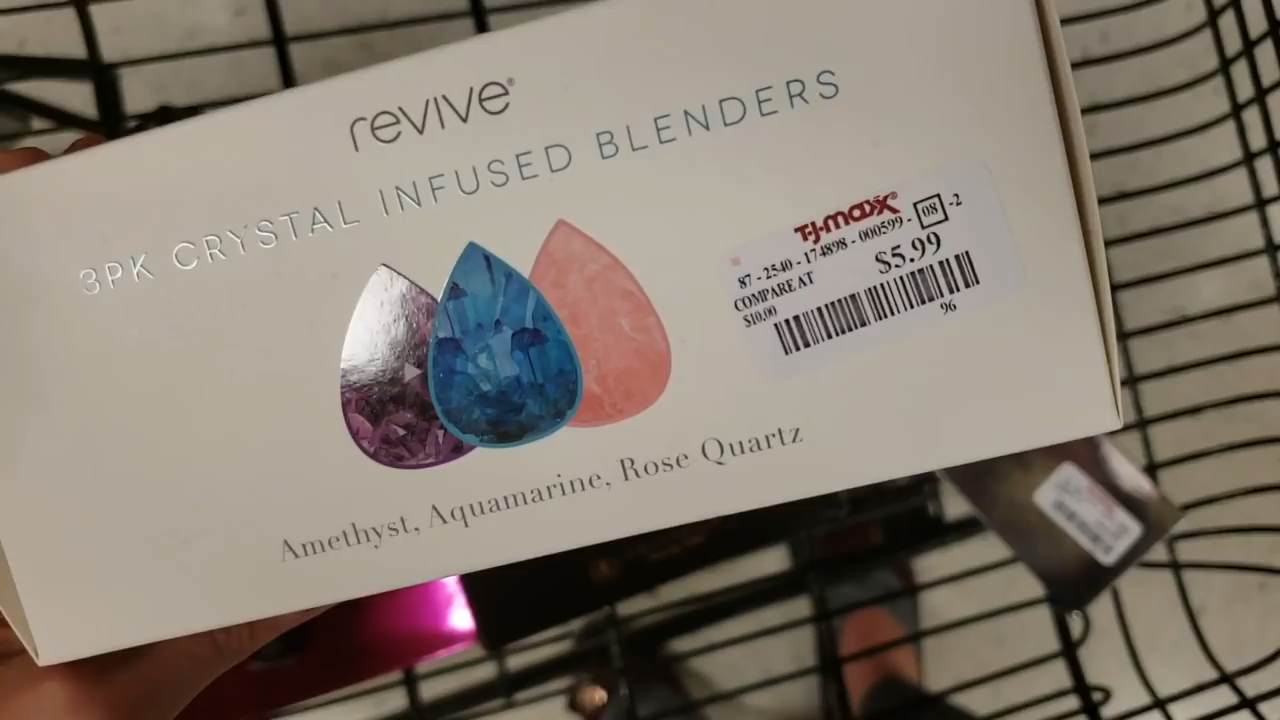 revive®
3PK CRYSTAL INFUSED BLENDERS
T·J·maxx®
87 - 2540 - 174898 - 000599 - 08 -2
COMPARE AT
$5.99
$10.00
96
Amethyst, Aquamarine, Rose Quartz